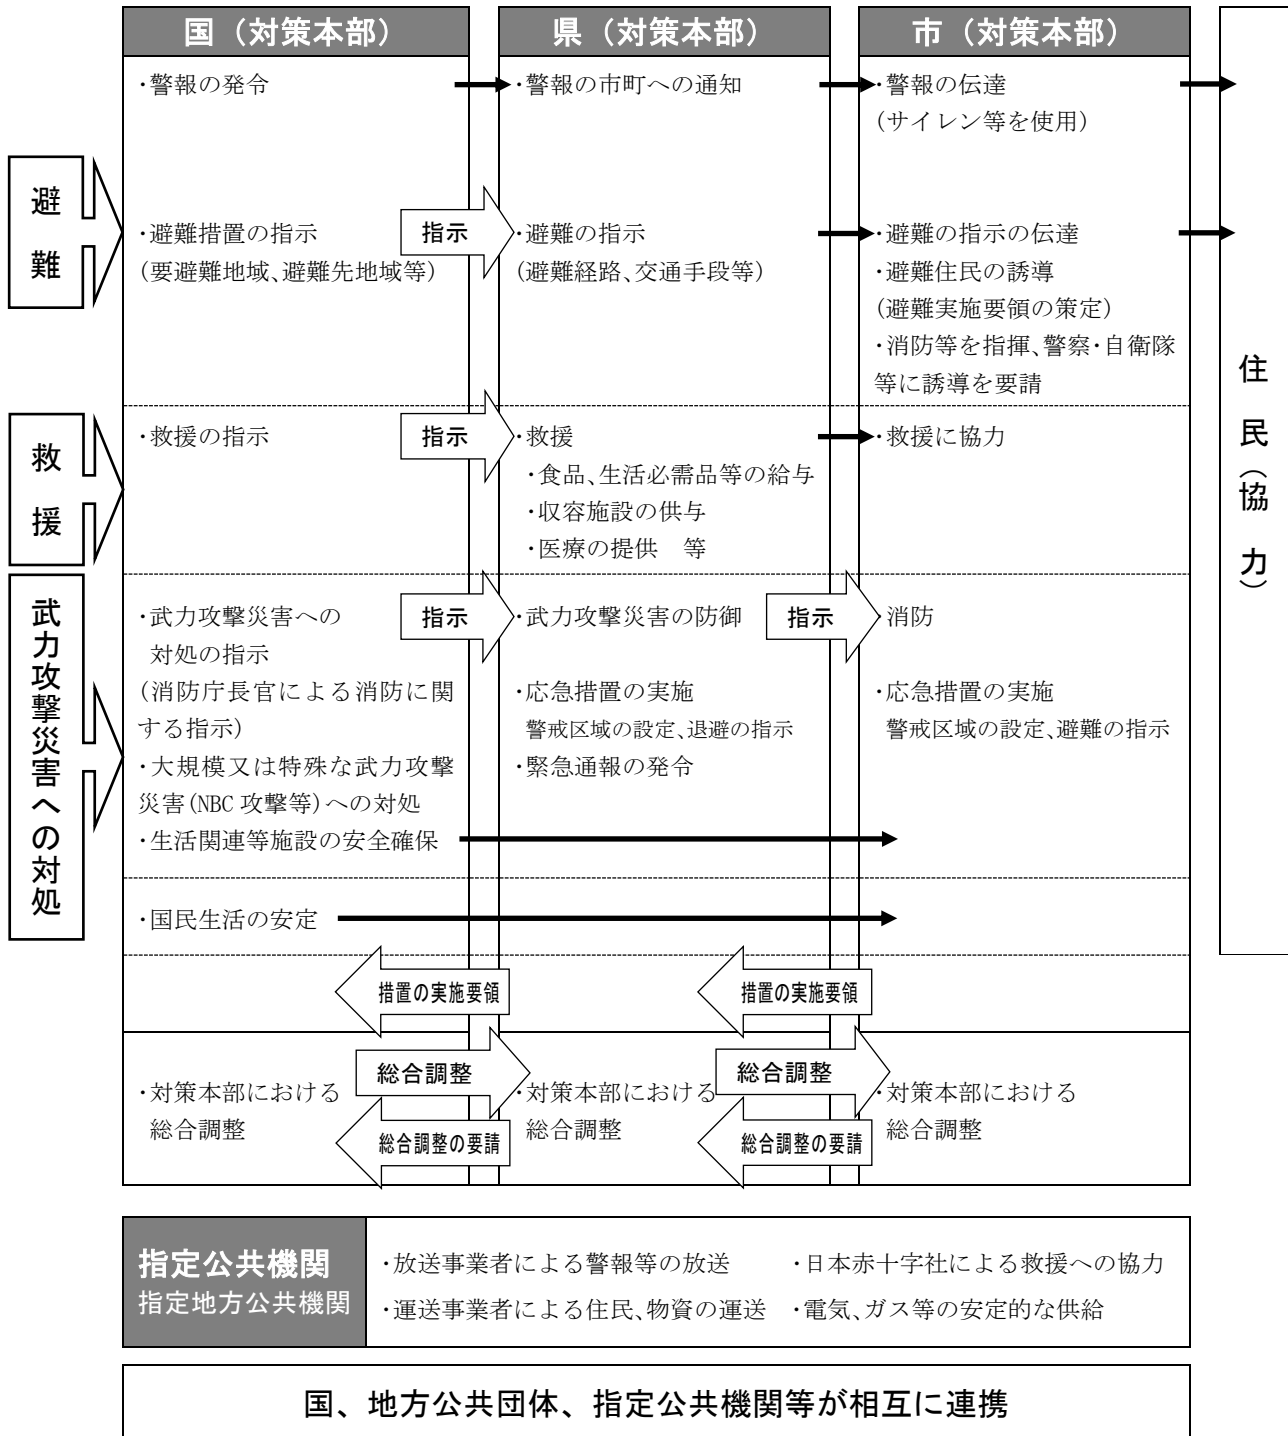 国（対策本部）
県（対策本部）
市（対策本部）
避難
・警報の発令
・警報の市町への通知
・警報の伝達
(サイレン等を使用)
・避難措置の指示
(要避難地域、避難先地域等)
指示
・避難の指示
(避難経路、交通手段等)
・避難の指示の伝達
・避難住民の誘導
(避難実施要領の策定)
・消防等を指揮、警察・自衛隊
等に誘導を要請
救援
・救援の指示
指示
・救援
・食品、生活必需品等の給与
・収容施設の供与
・医療の提供　等
・救援に協力
武力攻撃災害への対処
・武力攻撃災害への
対処の指示
(消防庁長官による消防に関
する指示)
・大規模又は特殊な武力攻撃
災害(NBC 攻撃等)への対処
・生活関連等施設の安全確保
指示
・武力攻撃災害の防御
・応急措置の実施
警戒区域の設定、退避の指示
・緊急通報の発令
指示
・消防
・応急措置の実施
警戒区域の設定、避難の指示
・国民生活の安定
措置の実施要領
措置の実施要領
・対策本部における
総合調整
総合調整
総合調整の要請
・対策本部における
総合調整
総合調整
総合調整の要請
・対策本部における
総合調整
住民（協力）
指定公共機関
指定地方公共機関
・放送事業者による警報等の放送
・日本赤十字社による救援への協力
・運送事業者による住民、物資の運送
・電気、ガス等の安定的な供給
国、地方公共団体、指定公共機関等が相互に連携